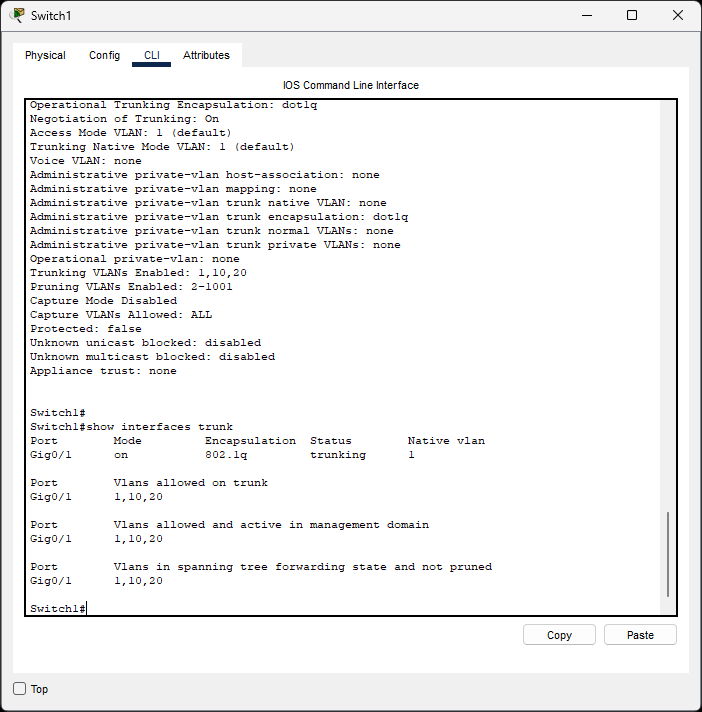 Switch1
Physical Config CLI Attributes
IOS Command Line Interface
Operational Trunking Encapsulation: dot1q
Negotiation of Trunking: On
Access Mode VLAN: 1 (default)
Trunking Native Mode VLAN: 1 (default)
Voice VLAN: none
Administrative private-vlan host-association: none
Administrative private-vlan mapping: none
Administrative private-vlan trunk native VLAN: none
Administrative private-vlan trunk encapsulation: dot1q
Administrative private-vlan trunk normal VLANs: none
Administrative private-vlan trunk private VLANs: none
Operational private-vlan: none
Trunking VLANs Enabled: 1,10,20
Pruning VLANs Enabled: 2-1001
Capture Mode Disabled
Capture VLANs Allowed: ALL
Protected: false
Unknown unicast blocked: disabled
Unknown multicast blocked: disabled
Appliance trust: none
Switch1#
Switch1#show interfaces trunk
Port        Mode         Encapsulation  Status        Native vlan
Gig0/1      on           802.1q         trunking      1
Port        Vlans allowed on trunk
Gig0/1      1,10,20
Port        Vlans allowed and active in management domain
Gig0/1      1,10,20
Port        Vlans in spanning tree forwarding state and not pruned
Gig0/1      1,10,20
Switch1#
Copy Paste
Top